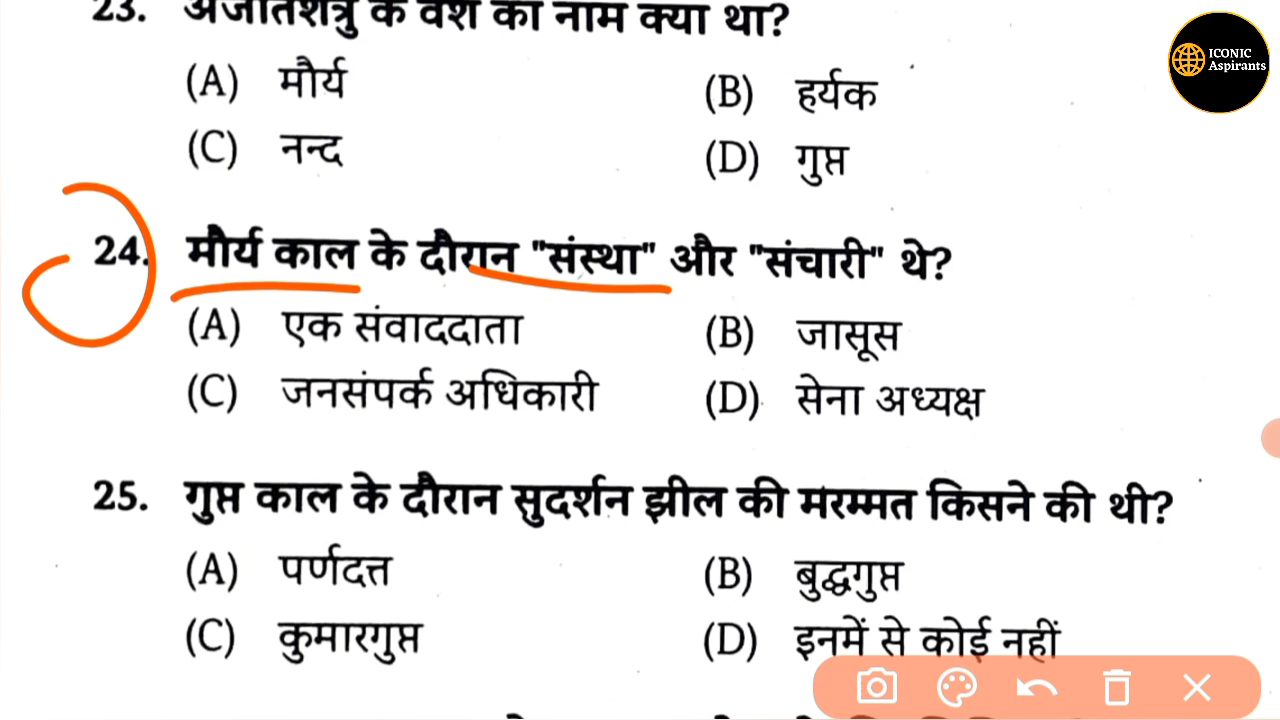 23. अजातशत्रु के वंश का नाम क्या था?
(A) मौर्य (B) हर्यक
(C) नन्द (D) गुप्त
24. मौर्य काल के दौरान "संस्था" और "संचारी" थे?
(A) एक संवाददाता (B) जासूस
(C) जनसंपर्क अधिकारी (D) सेना अध्यक्ष
25. गुप्त काल के दौरान सुदर्शन झील की मरम्मत किसने की थी?
(A) पर्णदत्त (B) बुद्धगुप्त
(C) कुमारगुप्त (D) इनमें से कोई नहीं
ICONIC
Aspirants